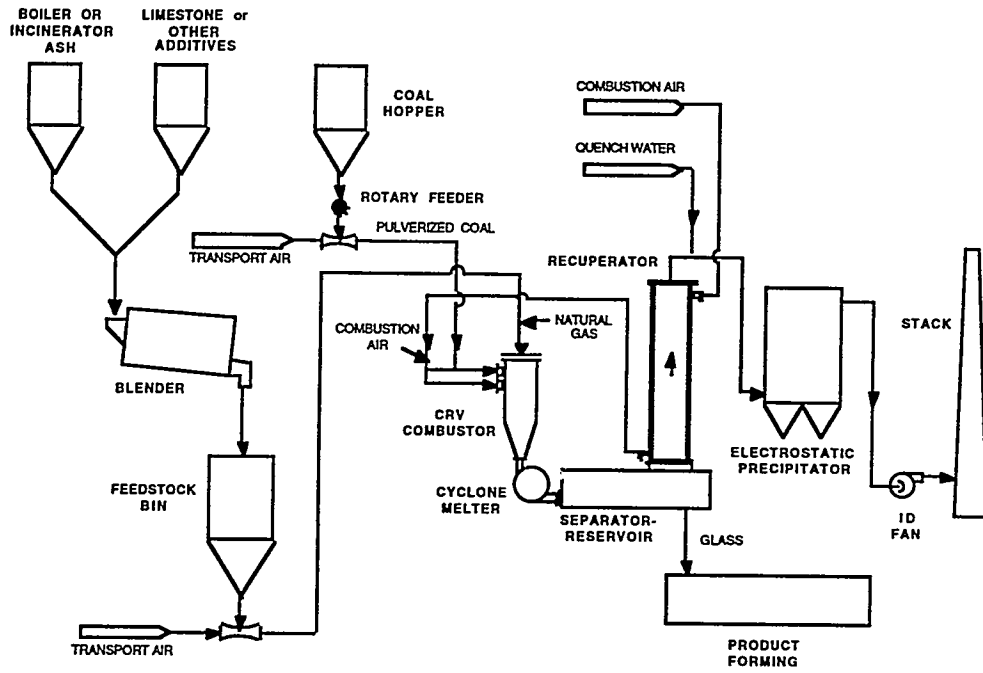 BOILER OR
INCINERATOR
ASH
LIMESTONE or
OTHER
ADDITIVES
COAL
HOPPER
COMBUSTION AIR
QUENCH WATER
ROTARY FEEDER
PULVERIZED COAL
TRANSPORT AIR
RECUPERATOR
STACK
COMBUSTION
AIR
NATURAL
GAS
BLENDER
CRV
COMBUSTOR
ELECTROSTATIC
PRECIPITATOR
FEEDSTOCK
BIN
CYCLONE
MELTER
SEPARATOR-
RESERVOIR
GLASS
ID
FAN
TRANSPORT AIR
PRODUCT
FORMING